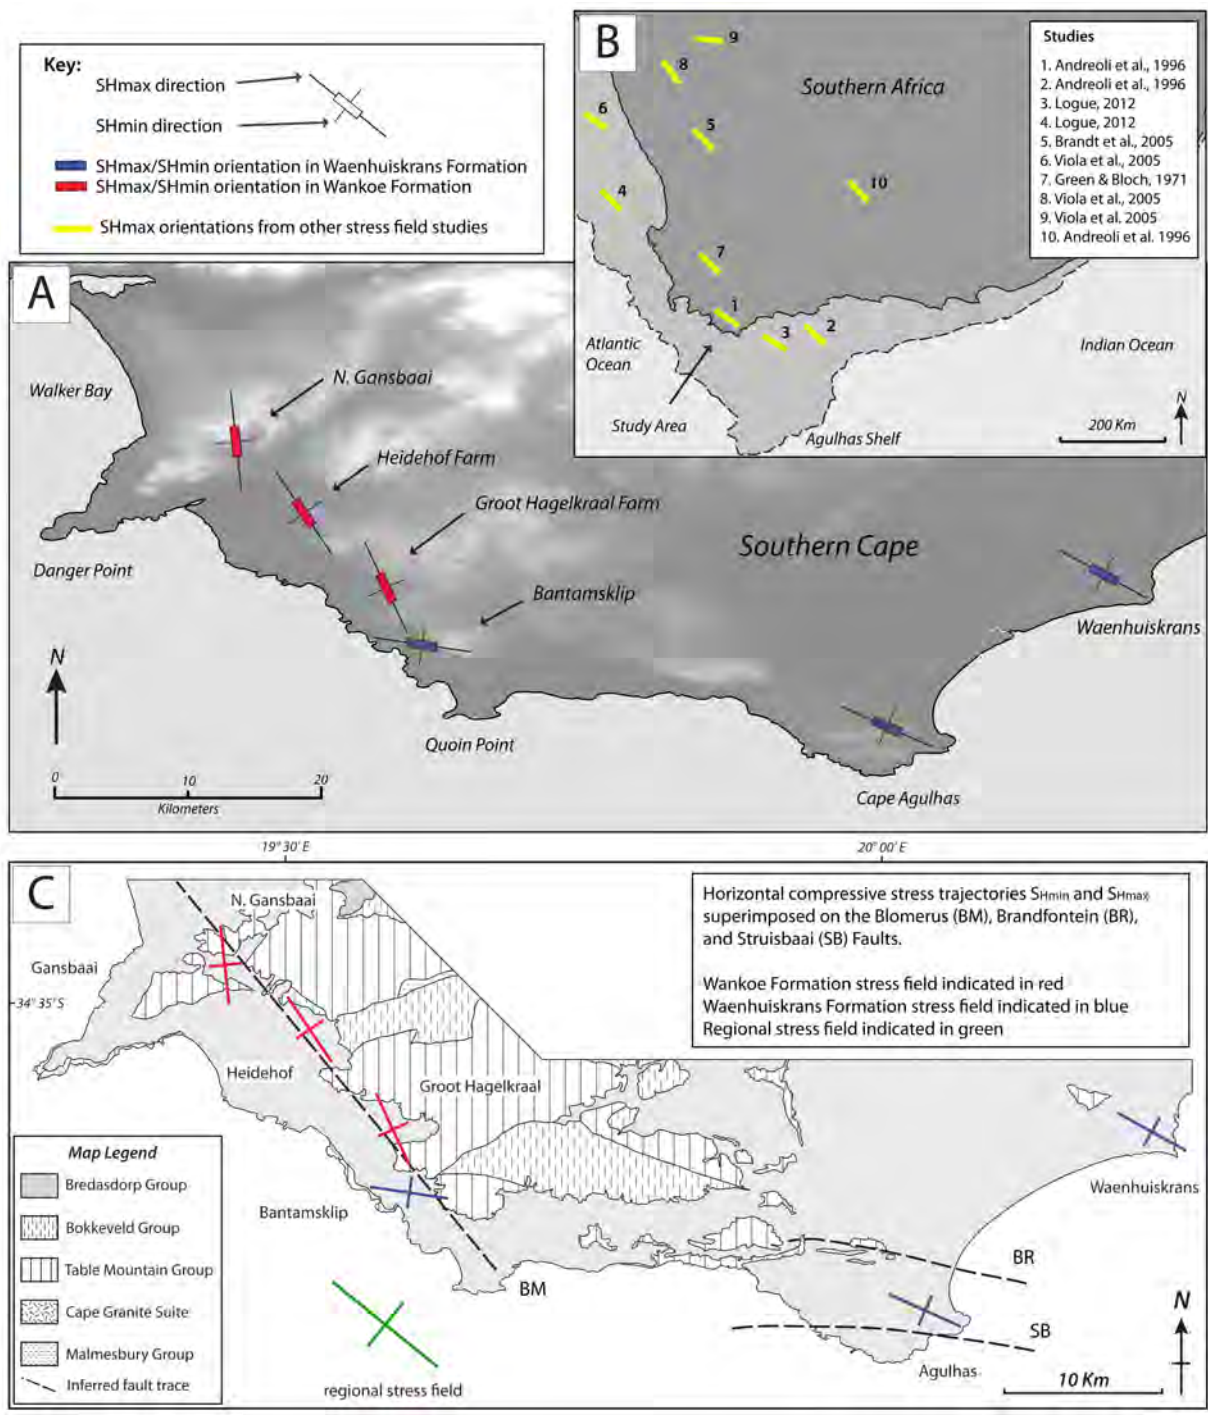 Key:
SHmax direction
SHmin direction
SHmax/SHmin orientation in Waenhuiskrans Formation
SHmax/SHmin orientation in Wankoe Formation
SHmax orientations from other stress field studies
B
Southern Africa
9
8
6
5
4
10
7
1
3
2
Atlantic
Ocean
Indian Ocean
Study Area
Agulhas Shelf
N
200 Km
Studies
1. Andreoli et al., 1996
2. Andreoli et al., 1996
3. Logue, 2012
4. Logue, 2012
5. Brandt et al., 2005
6. Viola et al., 2005
7. Green & Bloch, 1971
8. Viola et al., 2005
9. Viola et al. 2005
10. Andreoli et al. 1996
A
Walker Bay
N. Gansbaai
Heidehof Farm
Groot Hagelkraal Farm
Southern Cape
Danger Point
Bantamsklip
Waenhuiskrans
N
Quoin Point
Cape Agulhas
0 10 20
Kilometers
19° 30' E
20° 00' E
C
N. Gansbaai
Gansbaai
34° 35' S
Heidehof
Groot Hagelkraal
Bantamsklip
Waenhuiskrans
BM
BR
SB
Agulhas
regional stress field
N
10 Km
Horizontal compressive stress trajectories SHmin and SHmax
superimposed on the Blomerus (BM), Brandfontein (BR),
and Struisbaai (SB) Faults.
Wankoe Formation stress field indicated in red
Waenhuiskrans Formation stress field indicated in blue
Regional stress field indicated in green
Map Legend
Bredasdorp Group
Bokkeveld Group
Table Mountain Group
Cape Granite Suite
Malmesbury Group
Inferred fault trace